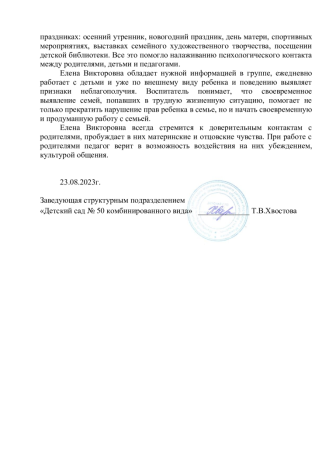 праздниках: осенний утренник, новогодний праздник, день матери, спортивных
мероприятиях, выставках семейного художественного творчества, посещении
детской библиотеки. Все это помогло налаживанию психологического контакта
между родителями, детьми и педагогами.
Елена Викторовна обладает нужной информацией в группе, ежедневно
работает с детьми и уже по внешнему виду ребенка и поведению выявляет
признаки неблагополучия. Воспитатель понимает, что своевременное
выявление семей, попавших в трудную жизненную ситуацию, помогает не
только прекратить нарушение прав ребенка в семье, но и начать своевременную
и продуманную работу с семьей.
Елена Викторовна всегда стремится к доверительным контактам с
родителями, пробуждает в них материнские и отцовские чувства. При работе с
родителями педагог верит в возможность воздействия на них убеждением,
культурой общения.
23.08.2023г.
Заведующая структурным подразделением
«Детский сад № 50 комбинированного вида» Т.В.Хвостова